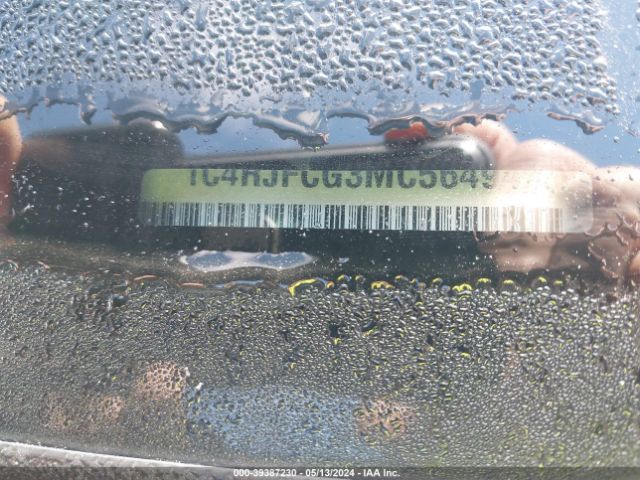 1C4RJFCG3MC5649
000-39387230 - 05/13/2024 - IAA Inc.